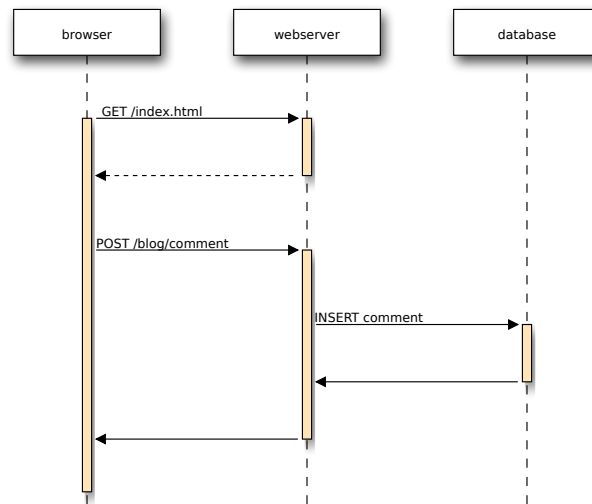 browser
webserver
database
GET /index.html
POST /blog/comment
INSERT comment